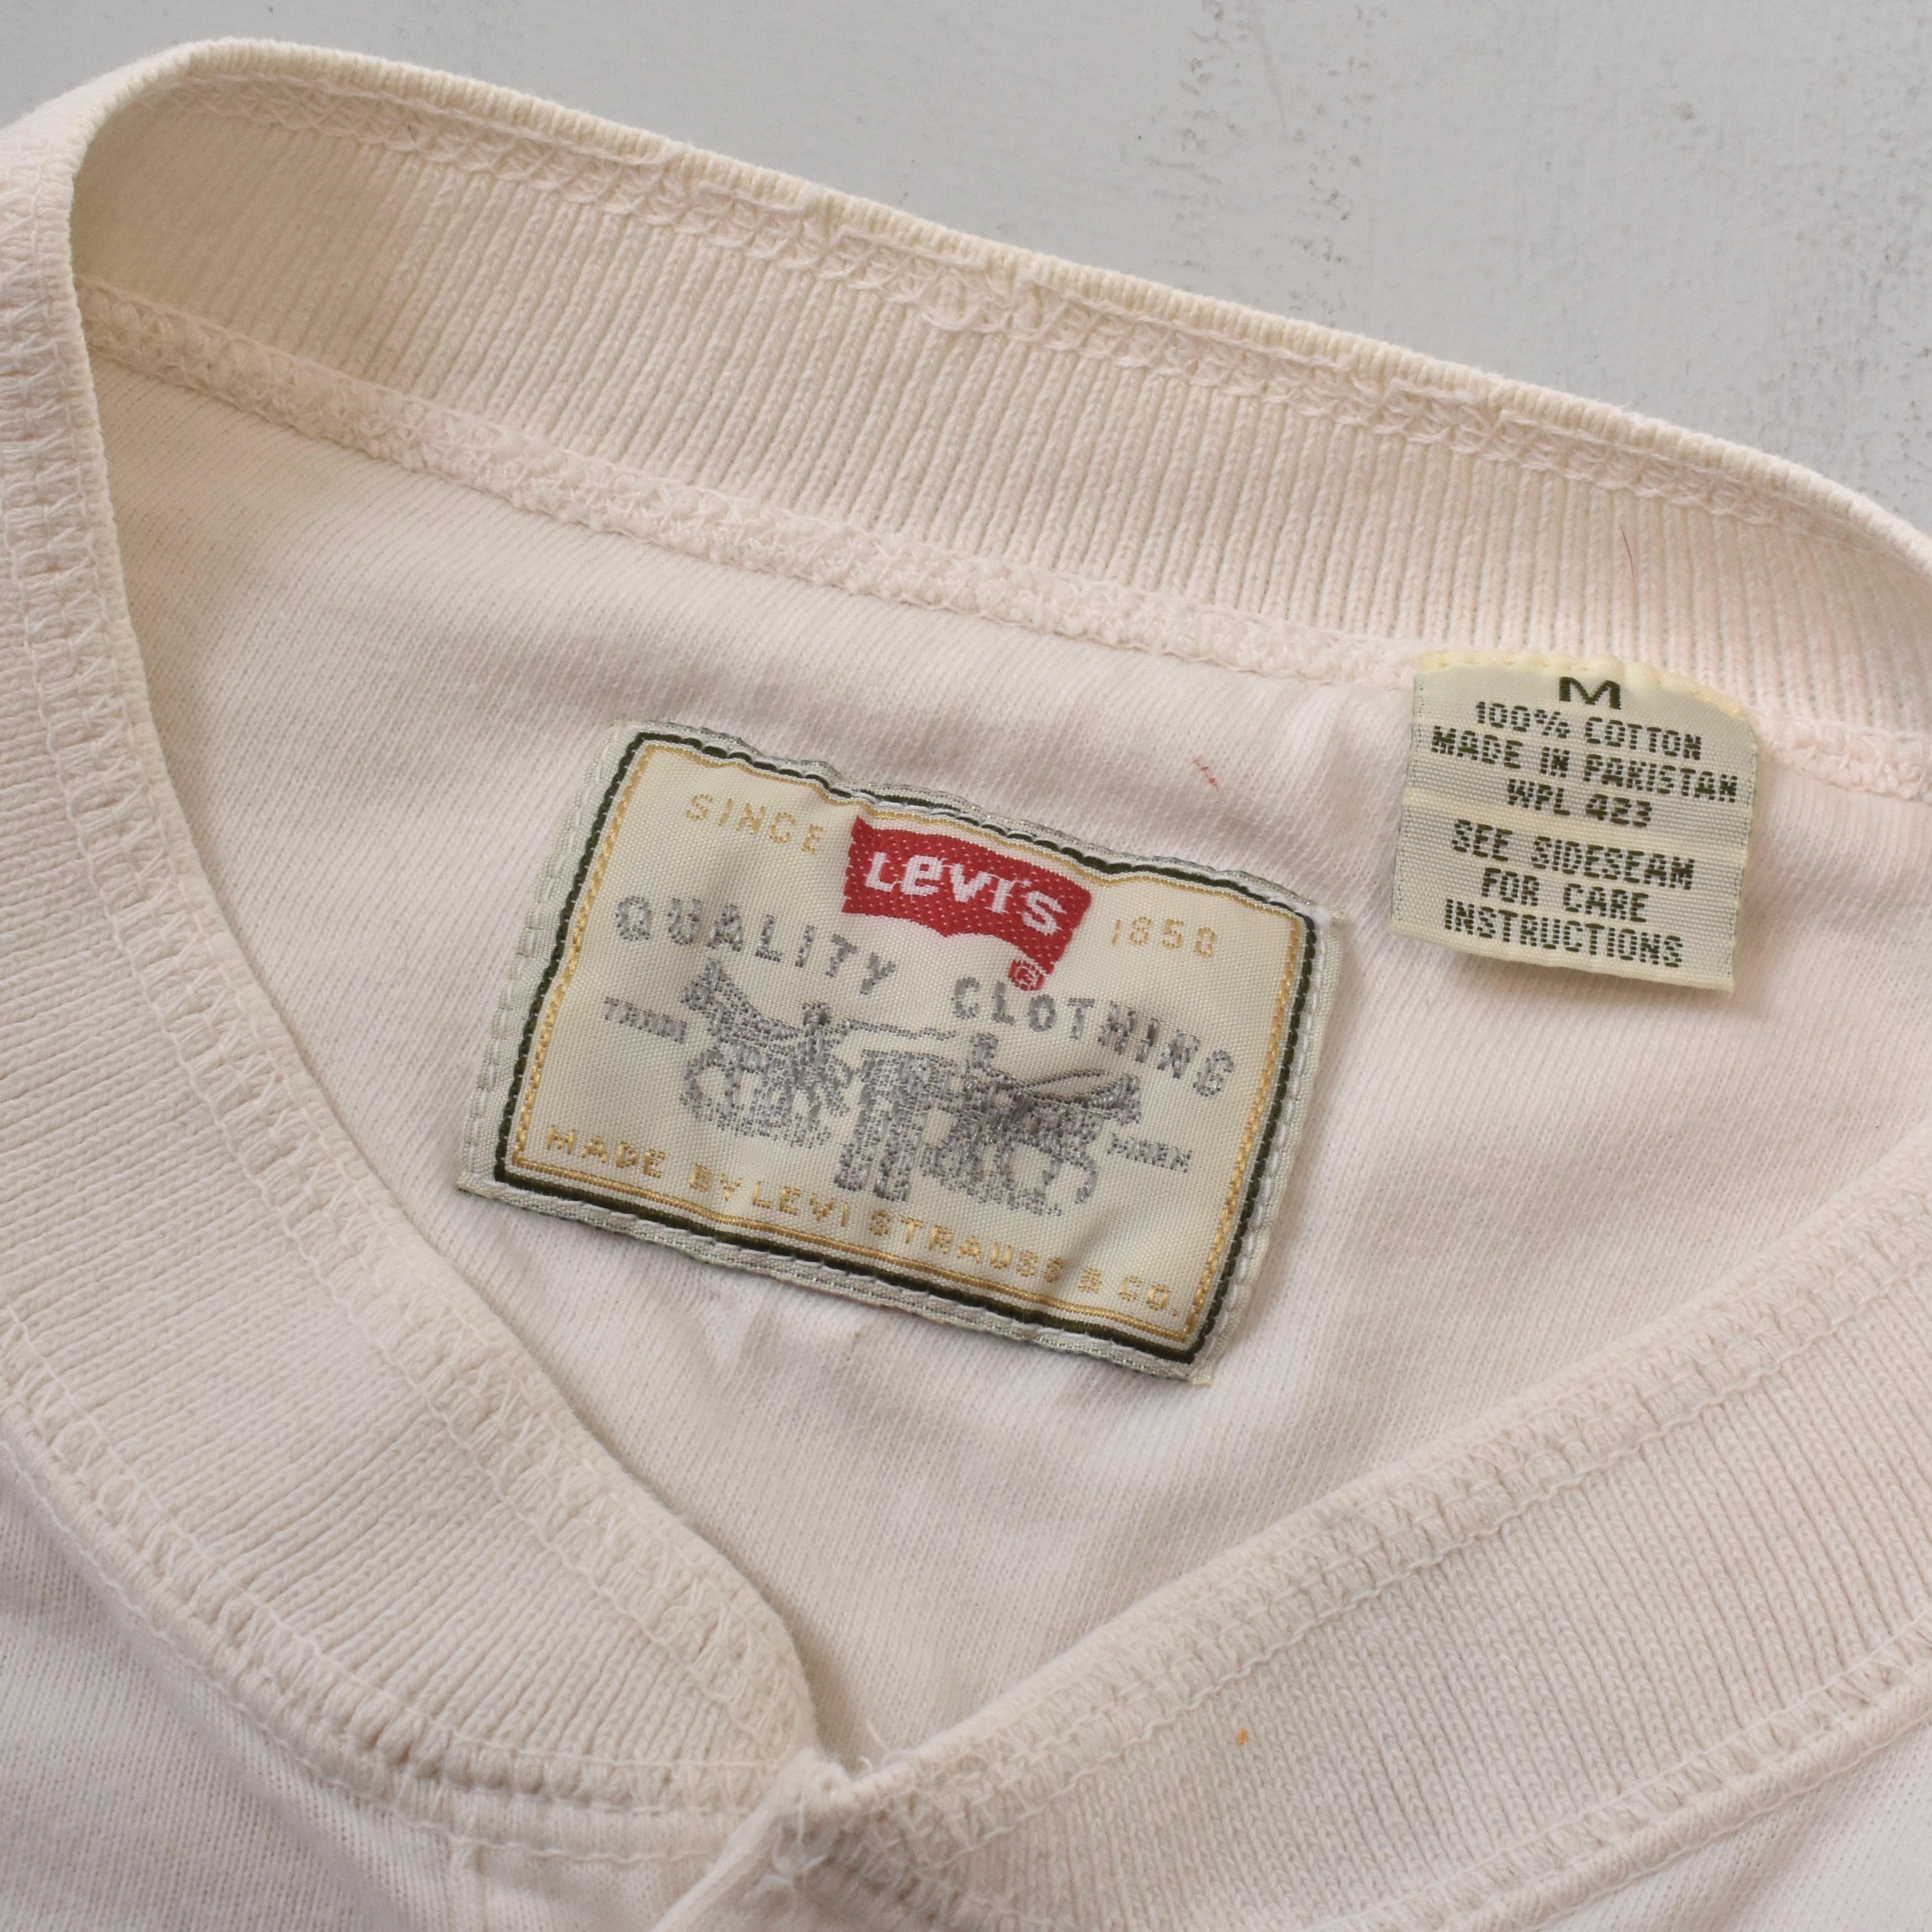 SINCE LEVI'S 1850
QUALITY CLOTHING
TRADE MARK
MADE BY LEVI STRAUSS & CO.
M
100% COTTON
MADE IN PAKISTAN
WPL 423
SEE SIDESEAM
FOR CARE
INSTRUCTIONS